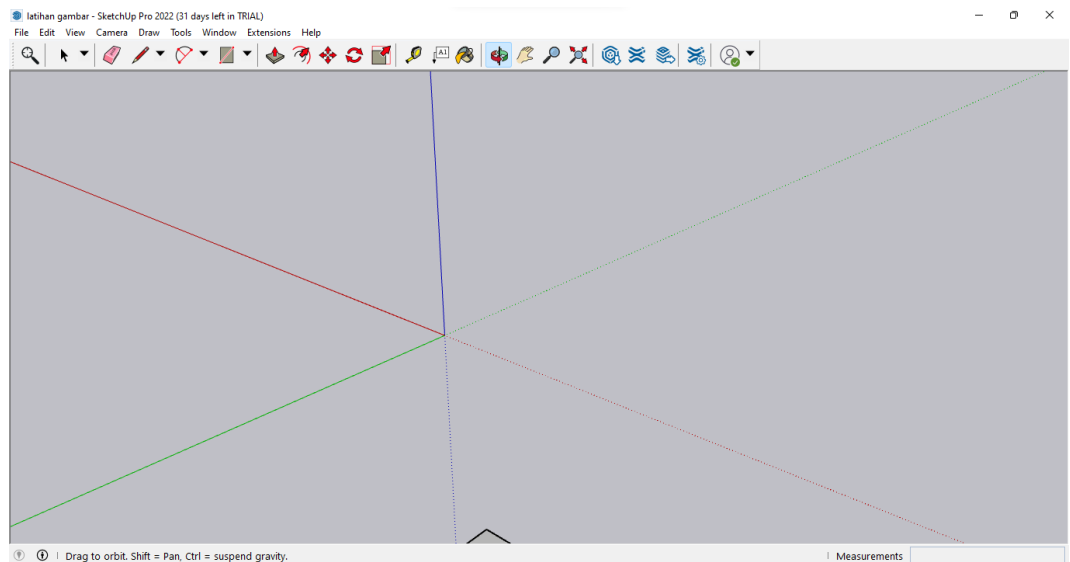 latihan gambar - SketchUp Pro 2022 (31 days left in TRIAL)
File Edit View Camera Draw Tools Window Extensions Help
A1
Drag to orbit. Shift = Pan, Ctrl = suspend gravity.
Measurements